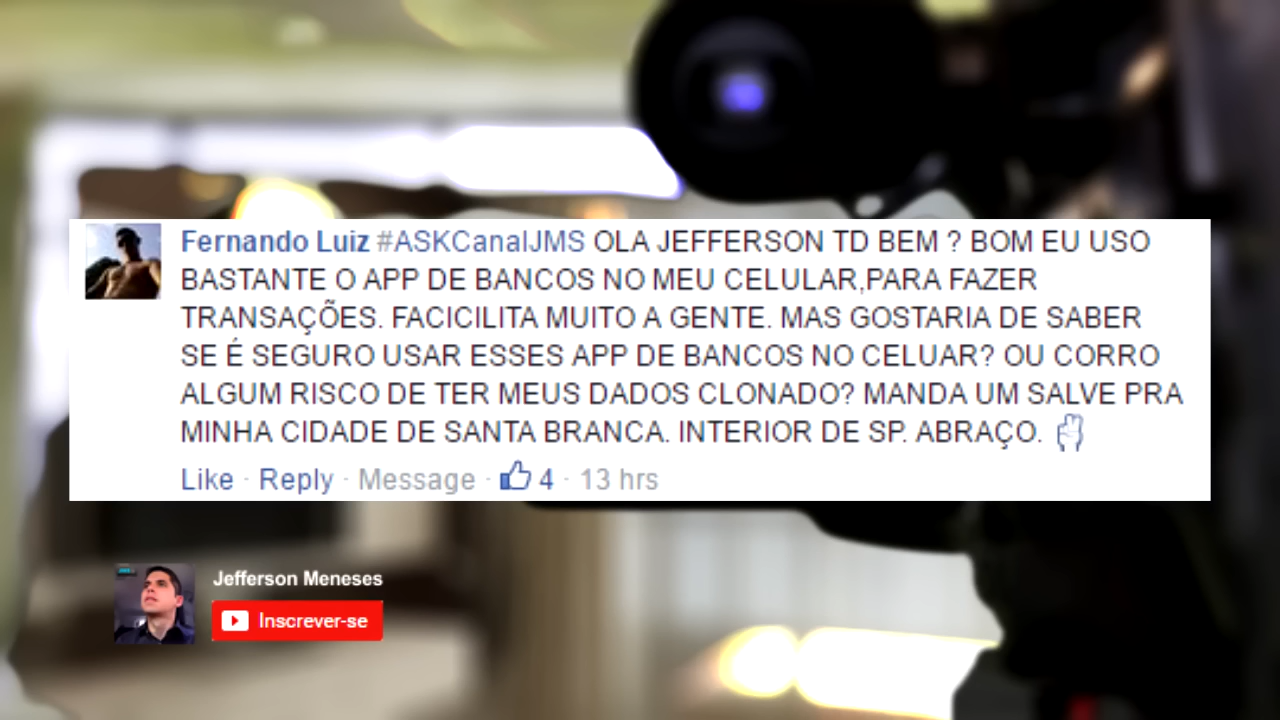 Fernando Luiz #ASKCanalJMS OLA JEFFERSON TD BEM ? BOM EU USO
BASTANTE O APP DE BANCOS NO MEU CELULAR,PARA FAZER
TRANSAÇÕES. FACICILITA MUITO A GENTE. MAS GOSTARIA DE SABER
SE É SEGURO USAR ESSES APP DE BANCOS NO CELUAR? OU CORRO
ALGUM RISCO DE TER MEUS DADOS CLONADO? MANDA UM SALVE PRA
MINHA CIDADE DE SANTA BRANCA. INTERIOR DE SP. ABRAÇO. ✌
Like · Reply · Message · 4 · 13 hrs
Jefferson Meneses
Inscrever-se